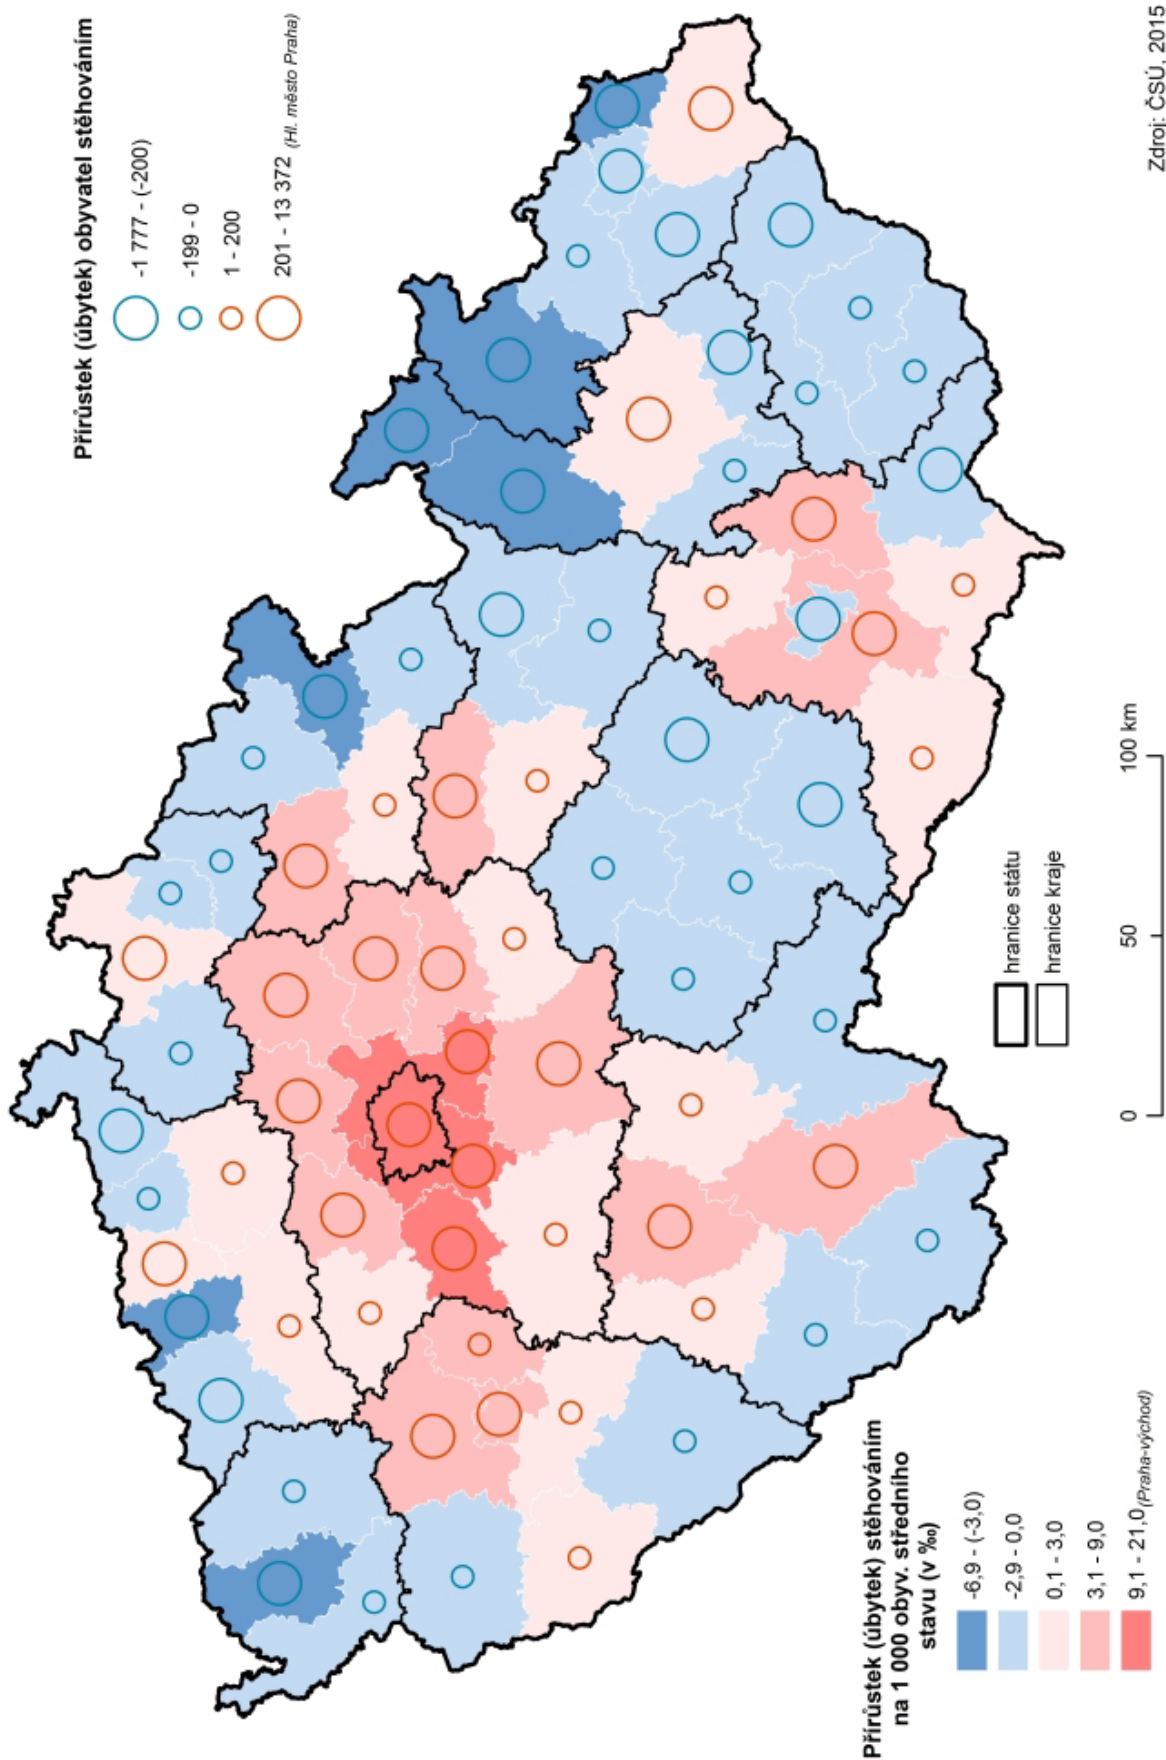 Přírůstek (úbytek) obyvatel stěhováním
-1 777 - (-200)
-199 - 0
1 - 200
201 - 13 372 (Hl. město Praha)
Přírůstek (úbytek) stěhováním
na 1 000 obyv. středního
stavu (v ‰)
-6,9 - (-3,0)
-2,9 - 0,0
0,1 - 3,0
3,1 - 9,0
9,1 - 21,0 (Praha-východ)
hranice státu
hranice kraje
0 50 100 km
Zdroj: ČSÚ, 2015